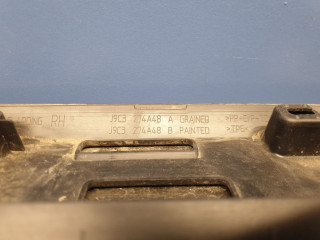 RH J9C3 274A48 A GRAINED
J9C3 274A48 B PAINTED >TPE<